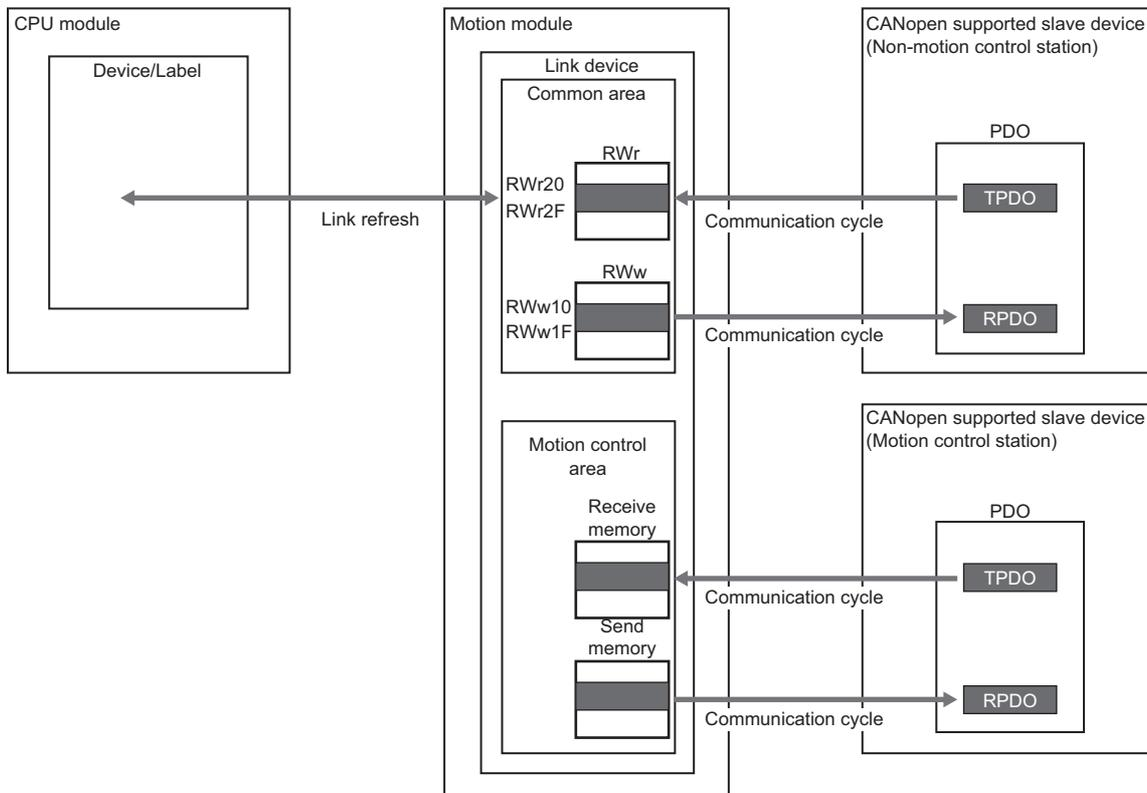 CPU module
Device/Label
Link refresh
Motion module
Link device
Common area
RWr
RWr20
RWr2F
RWw
RWw10
RWw1F
Motion control
area
Receive
memory
Send
memory
Communication cycle
Communication cycle
Communication cycle
Communication cycle
CANopen supported slave device
(Non-motion control station)
PDO
TPDO
RPDO
CANopen supported slave device
(Motion control station)
PDO
TPDO
RPDO